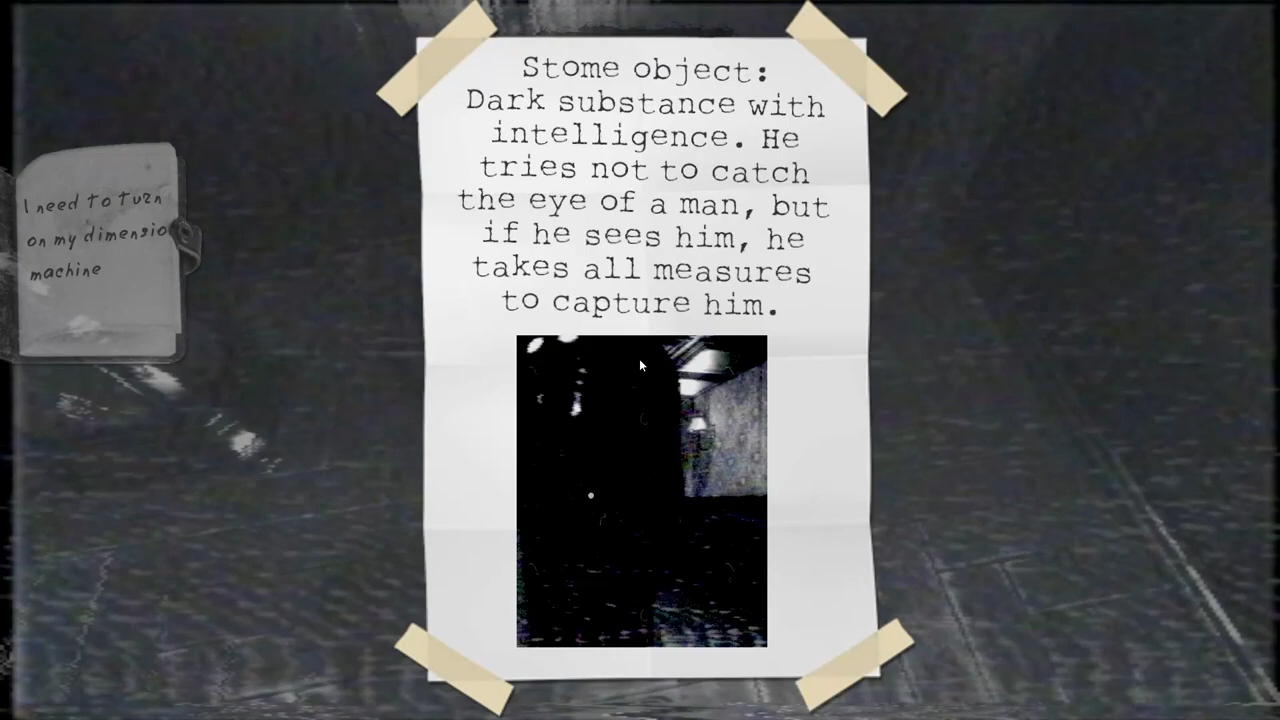 I need to turn
on my dimensio
machine
Stome object:
Dark substance with
intelligence. He
tries not to catch
the eye of a man, but
if he sees him, he
takes all measures
to capture him.